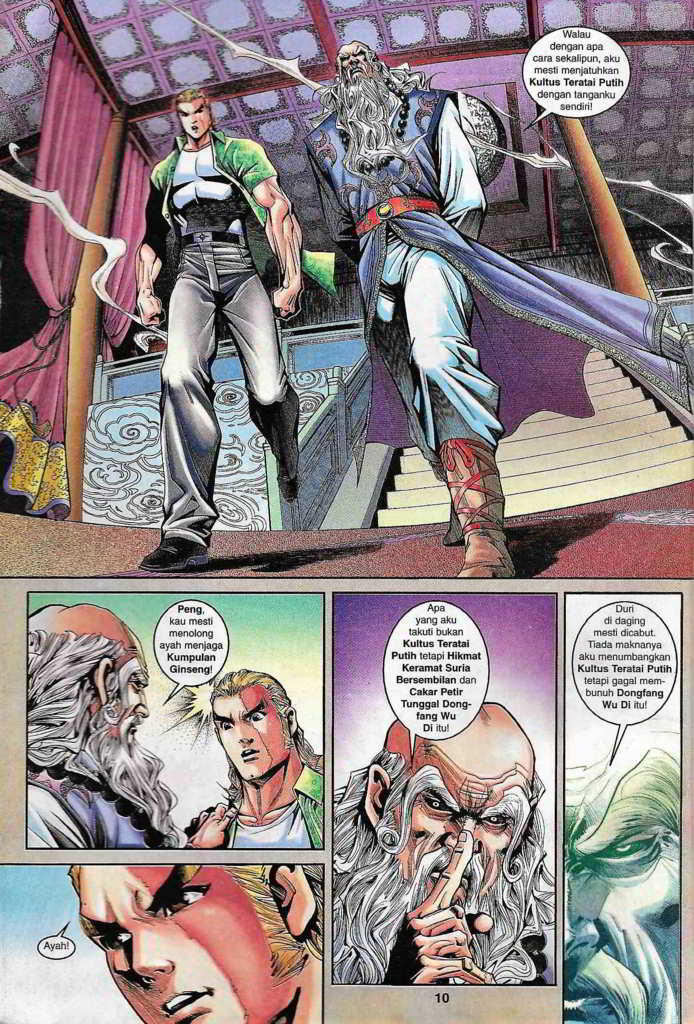 Walau
dengan apa
cara sekalipun, aku
mesti menjatuhkan
Kultus Teratai Putih
dengan tanganku
sendiri!
Peng,
kau mesti
menolong
ayah menjaga
Kumpulan
Ginseng!
Ayah!
Apa
yang aku
takuti bukan
Kultus Teratai
Putih tetapi Hikmat
Keramat Suria
Bersembilan dan
Cakar Petir
Tunggal Dong-
fang Wu
Di itu!
Duri
di daging
mesti dicabut.
Tiada maknanya
aku menumbangkan
Kultus Teratai Putih
tetapi gagal mem-
bunuh Dongfang
Wu Di itu!
10